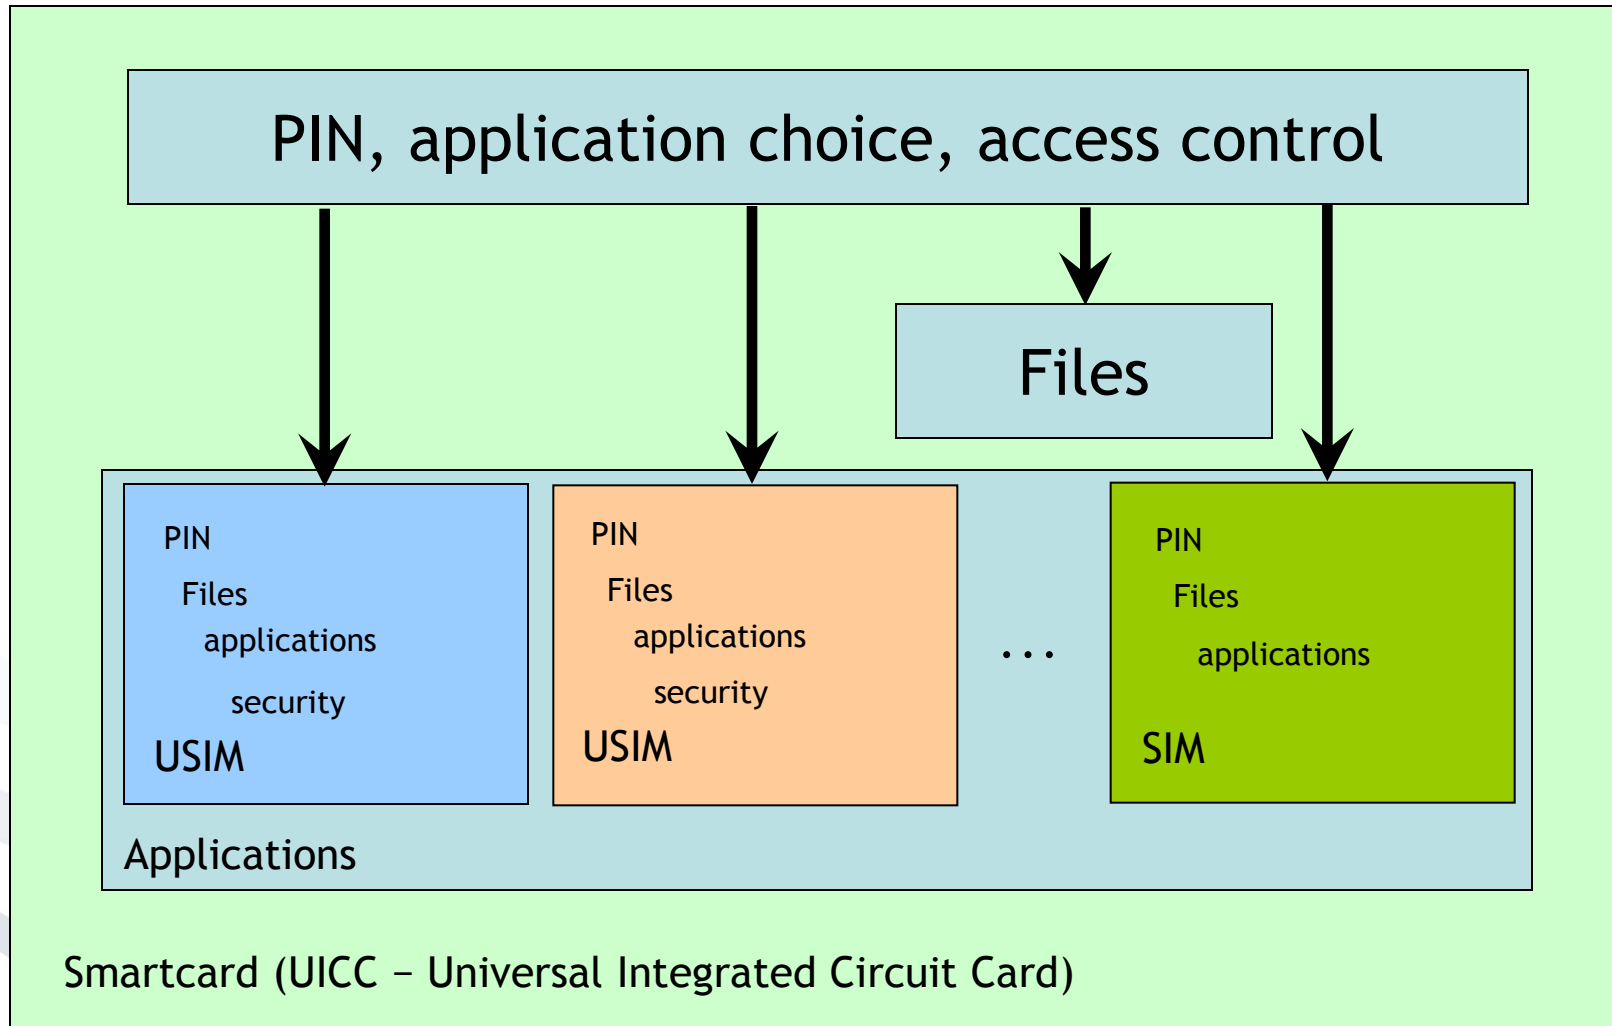 PIN, application choice, access control
Files
PIN
Files
applications
security
USIM
PIN
Files
applications
security
USIM
...
PIN
Files
applications
SIM
Applications
Smartcard (UICC – Universal Integrated Circuit Card)